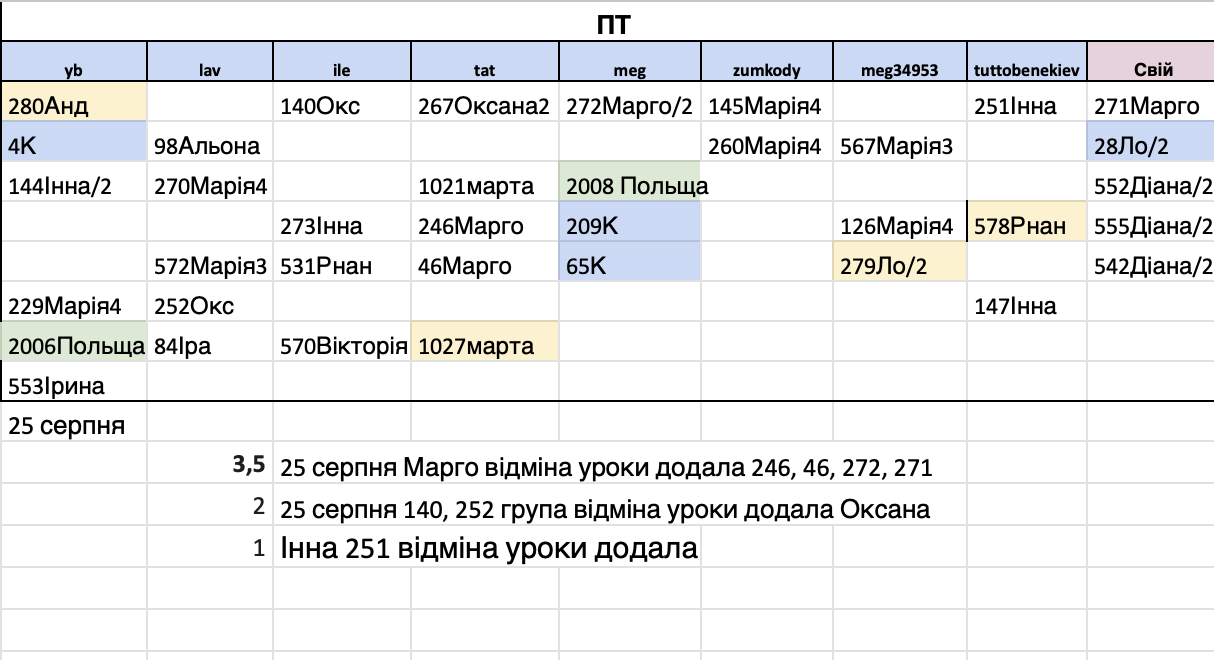 ПТ
yb lav ile tat meg zumkody meg34953 tuttobenekiev Свій
280Анд 140Окс 267Оксана2 272Марго/2 145Марія4 251Інна 271Марго
4К 98Альона 260Марія4 567Марія3 28Ло/2
144Інна/2 270Марія4 1021марта 2008 Польща 552Діана/2
273Інна 246Марго 209К 126Марія4 578Рнан 555Діана/2
572Марія3 531Рнан 46Марго 65К 279Ло/2 542Діана/2
229Марія4 252Окс 147Інна
2006Польща 84Іра 570Вікторія 1027марта
553Ірина
25 серпня
3,5 25 серпня Марго відміна уроки додала 246, 46, 272, 271
2 25 серпня 140, 252 група відміна уроки додала Оксана
1 Інна 251 відміна уроки додала